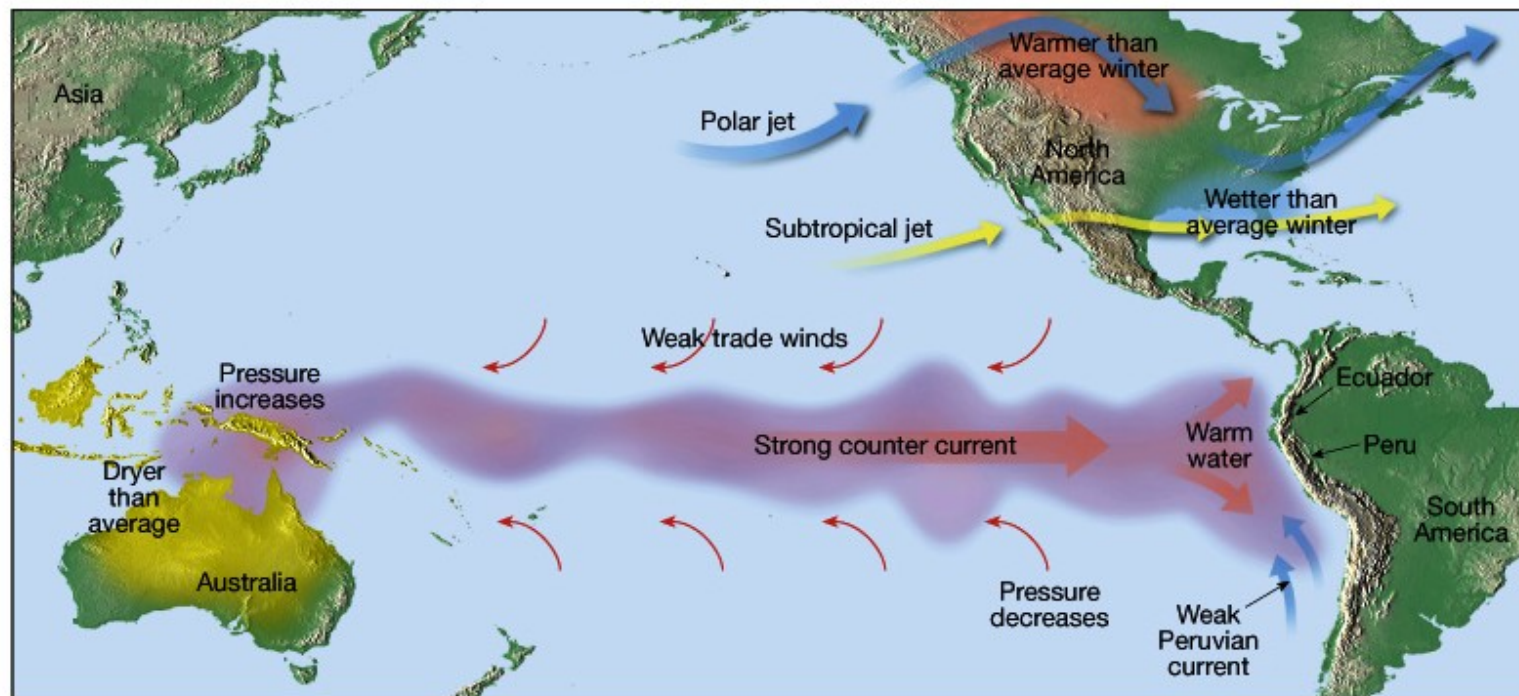 Asia
Warmer than
average winter
Polar jet
North
America
Subtropical jet
Wetter than
average winter
Weak trade winds
Pressure
increases
Ecuador
Strong counter current
Warm
water
Peru
Dryer
than
average
South
America
Australia
Pressure
decreases
Weak
Peruvian
current